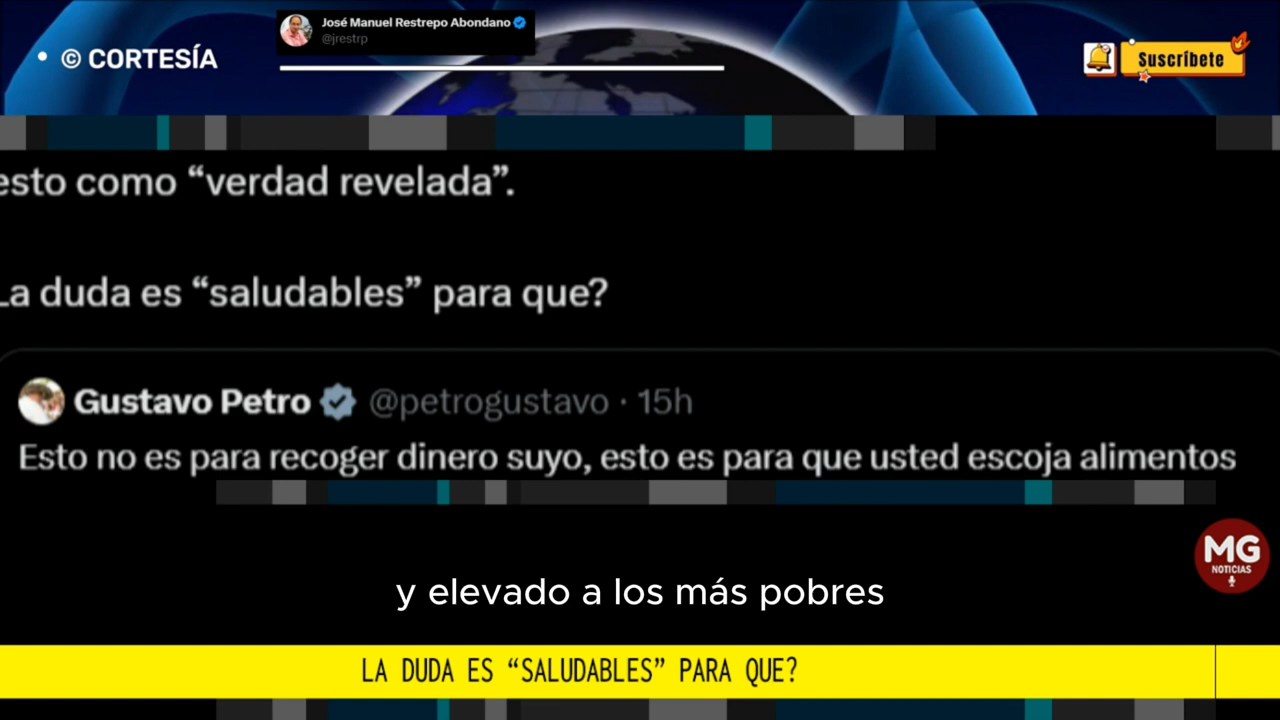 José Manuel Restrepo Abondano
@jrestrp
• © CORTESÍA
Suscríbete
esto como “verdad revelada”.
La duda es “saludables” para que?
Gustavo Petro @petrogustavo · 15h
Esto no es para recoger dinero suyo, esto es para que usted escoja alimentos
MG
NOTICIAS
y elevado a los más pobres
LA DUDA ES “SALUDABLES” PARA QUE?